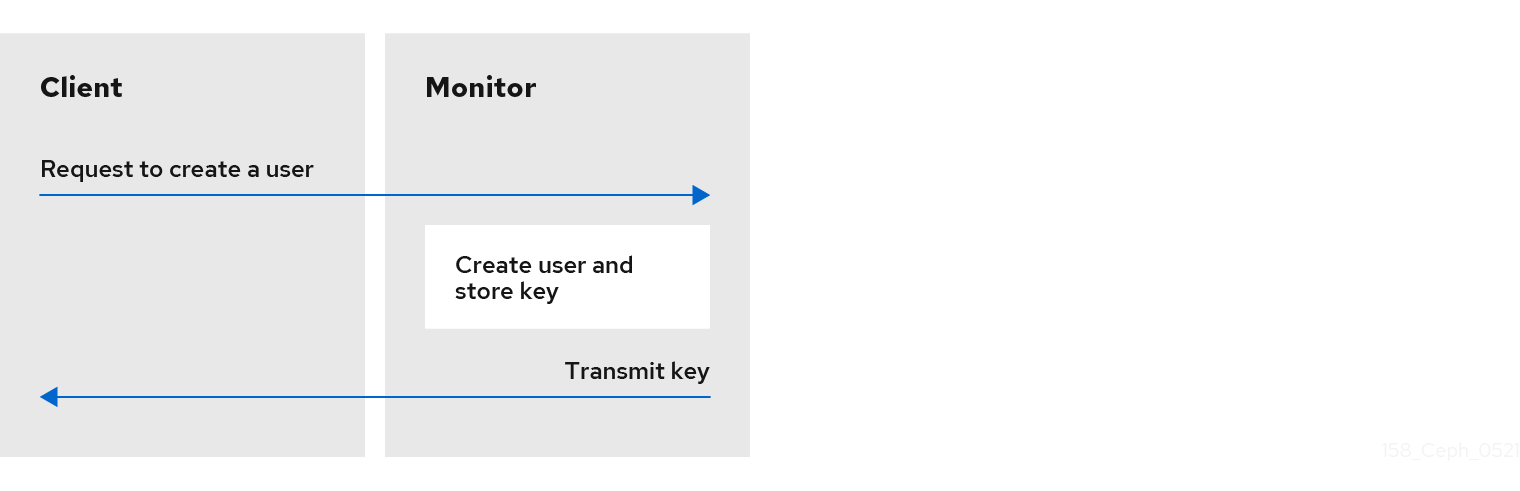 Client
Monitor
Request to create a user
Create user and
store key
Transmit key
158_Ceph_0521